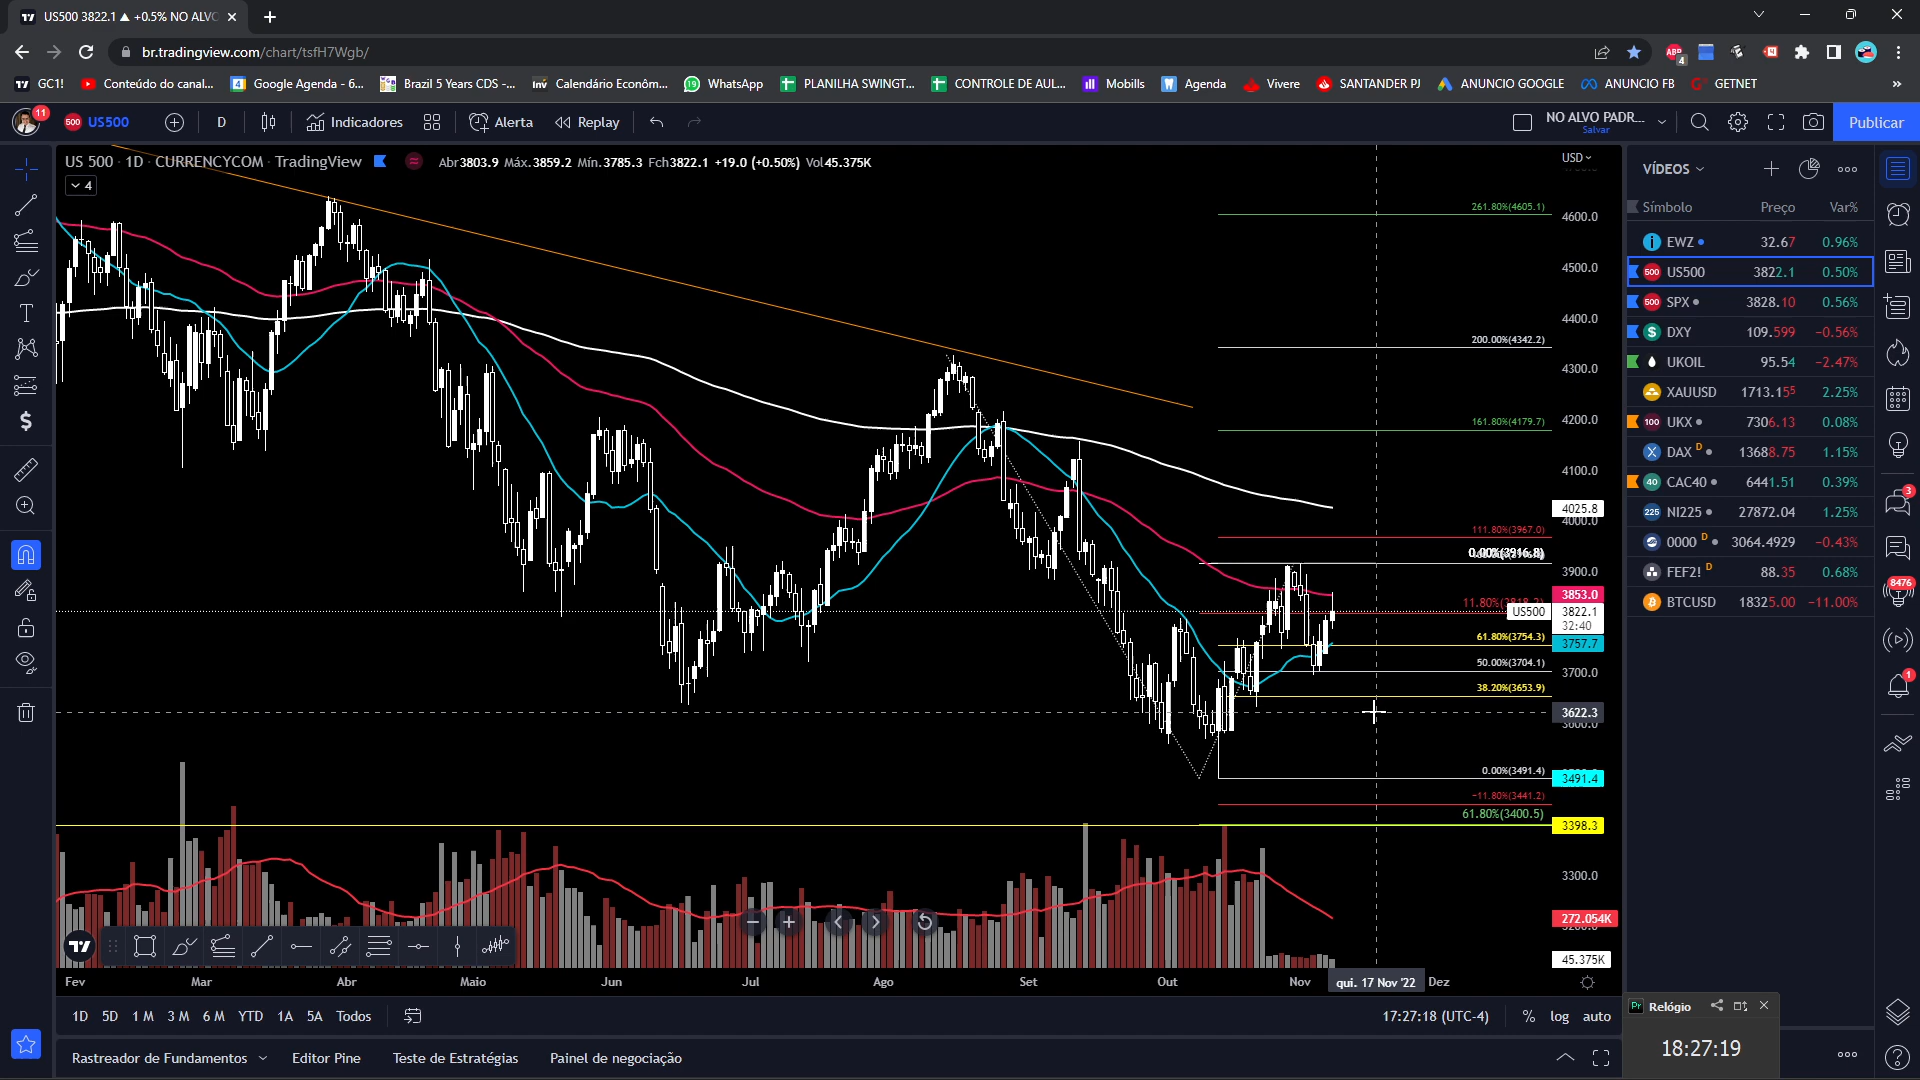 US500 3822.1 ▲ +0.5% NO ALVO
br.tradingview.com/chart/tsfH7Wgb/
GC1!
Conteúdo do canal...
Google Agenda - 6...
Brazil 5 Years CDS -...
Calendário Econôm...
WhatsApp
PLANILHA SWINGT...
CONTROLE DE AUL...
Mobills
Agenda
Vivere
SANTANDER PJ
ANUNCIO GOOGLE
ANUNCIO FB
GETNET
11
US500
D
Indicadores
Alerta
Replay
NO ALVO PADR...
Salvar
Publicar
US 500 · 1D · CURRENCYCOM · TradingView
Abr3803.9 Máx.3859.2 Mín.3785.3 Fch3822.1 +19.0 (+0.50%) Vol45.375K
4
USD
4600.0
4500.0
4400.0
4300.0
4200.0
4100.0
4025.8
4000.0
3900.0
3853.0
US500 3822.1
32:40
3757.7
3700.0
3622.3
3600.0
3491.4
3398.3
3300.0
272.054K
45.375K
261.80%(4605.1)
200.00%(4342.2)
161.80%(4179.7)
111.80%(3967.0)
0.00%(3916.8)
61.80%(3754.3)
50.00%(3704.1)
38.20%(3653.9)
0.00%(3491.4)
-11.80%(3441.2)
61.80%(3400.5)
Fev Mar Abr Maio Jun Jul Ago Set Out Nov qui. 17 Nov '22 Dez
1D 5D 1 M 3 M 6 M YTD 1A 5A Todos
17:27:18 (UTC-4) % log auto
Rastreador de Fundamentos Editor Pine Teste de Estratégias Painel de negociação
VÍDEOS
Símbolo Preço Var%
EWZ 32.67 0.96%
US500 3822.1 0.50%
SPX 3828.10 0.56%
DXY 109.599 -0.56%
UKOIL 95.54 -2.47%
XAUUSD 1713.155 2.25%
UKX 7306.13 0.08%
DAX D 13688.75 1.15%
CAC40 6441.51 0.39%
NI225 27872.04 1.25%
0000 D 3064.4929 -0.43%
FEF2! D 88.35 0.68%
BTCUSD 18325.00 -11.00%
3
8476
1
Pr Relógio
18:27:19